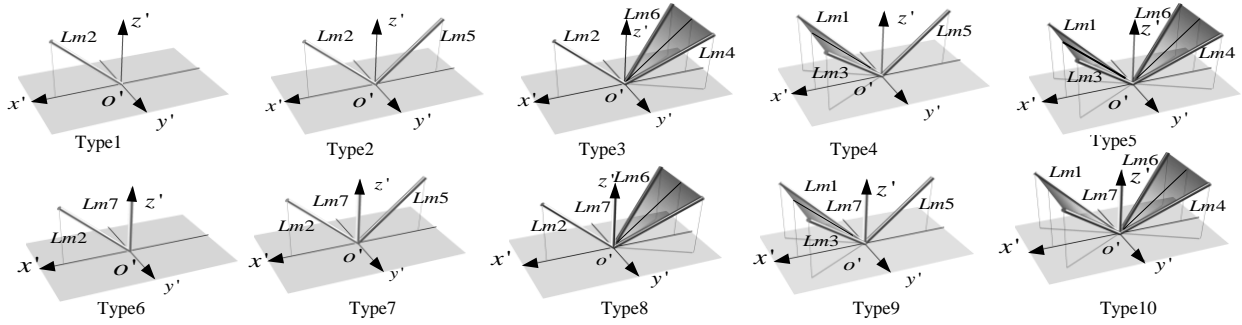 z' Lm2 x' o' y' Type1
z' Lm2 Lm5 x' o' y' Type2
Lm6 z' Lm2 Lm4 x' o' y' Type3
z' Lm1 Lm5 Lm3 x' o' y' Type4
Lm6 z' Lm1 Lm4 Lm3 x' o' y' Type5
z' Lm7 Lm2 x' o' y' Type6
z' Lm7 Lm5 Lm2 x' o' y' Type7
z' Lm6 Lm7 Lm4 Lm2 x' o' y' Type8
z' Lm1 Lm7 Lm5 Lm3 x' o' y' Type9
Lm6 z' Lm1 Lm7 Lm4 x' o' y' Type10